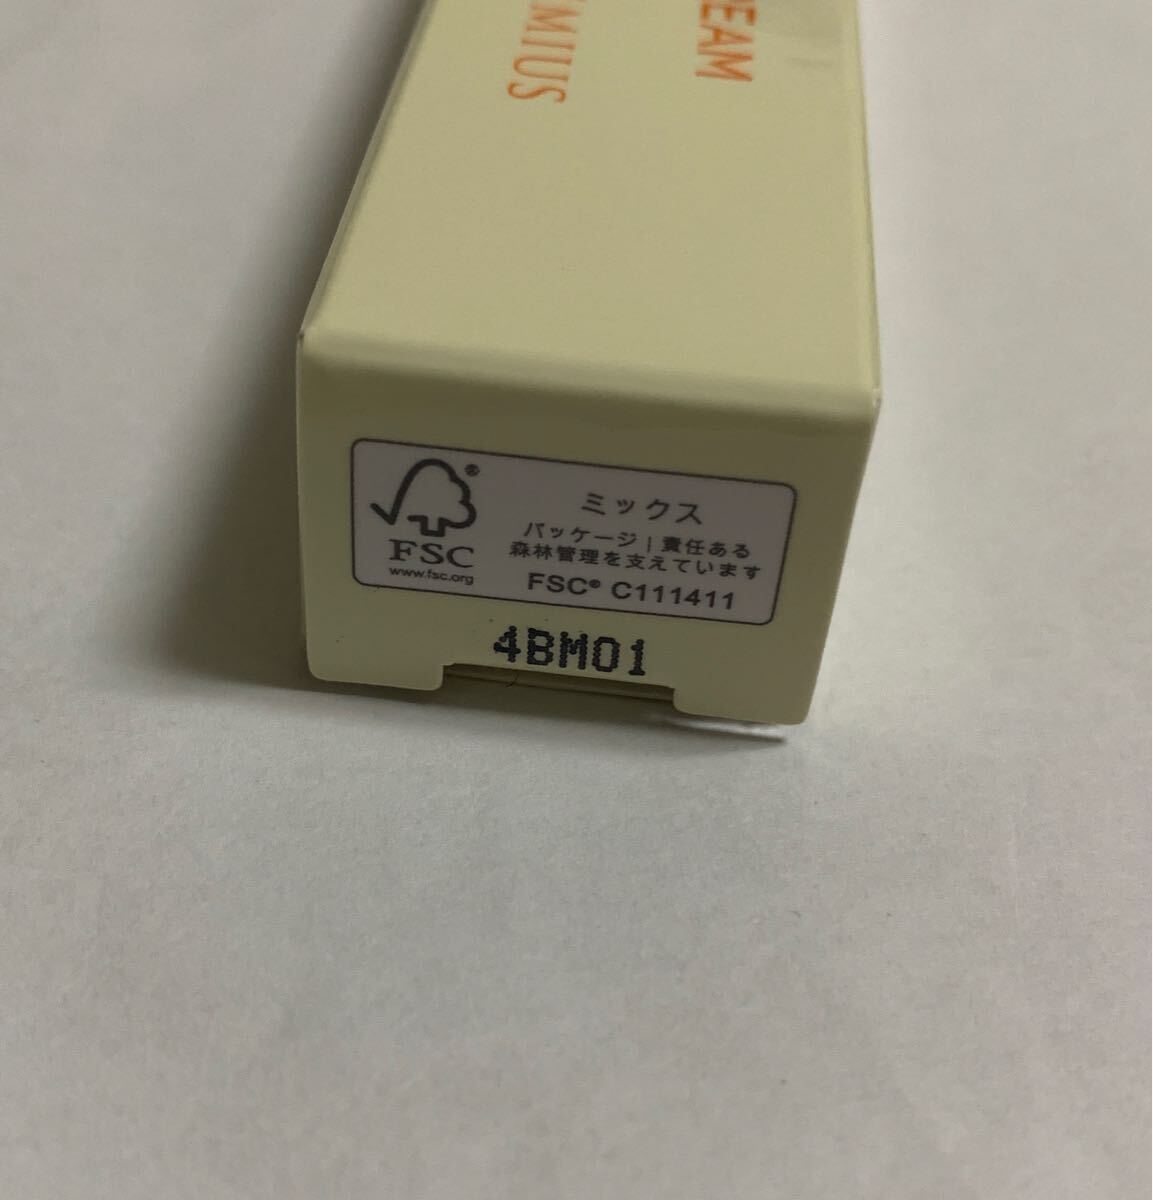 REAM
MIUS
®
FSC
www.fsc.org
ミックス
パッケージ | 責任ある
森林管理を支えています
FSC® C111411
4BM01